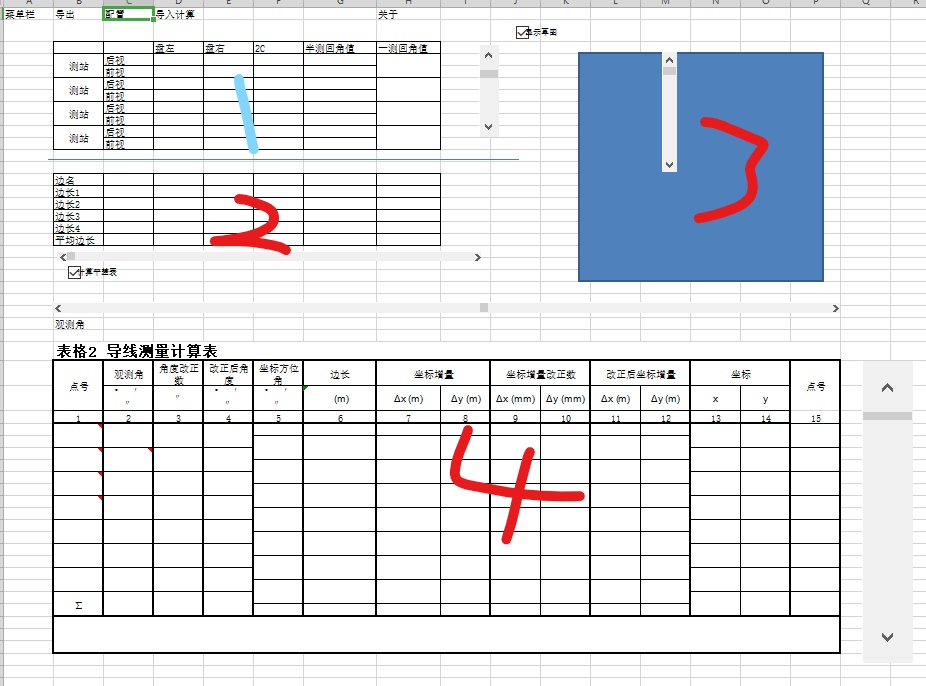 A B C D E F G H I J K L M N O P Q R
菜单栏 导出 配置 导入计算 关于
显示草图
盘左 盘右 2C 半测回角值 一测回角值
测站 后视
前视
测站 后视
前视
测站 后视
前视
测站 后视
前视
1
3
边名
边长1
边长2
边长3
边长4
平均边长
2
计算平差表
观测角
表格2 导线测量计算表
点号 观测角 角度改正数 改正后角度 坐标方位角 边长 坐标增量 坐标增量改正数 改正后坐标增量 坐标 点号
° ′ ″ ″ ° ′ ″ ° ′ ″ (m) Δx (m) Δy (m) Δx (mm) Δy (mm) Δx (m) Δy (m) x y
1 2 3 4 5 6 7 8 9 10 11 12 13 14 15
4
Σ